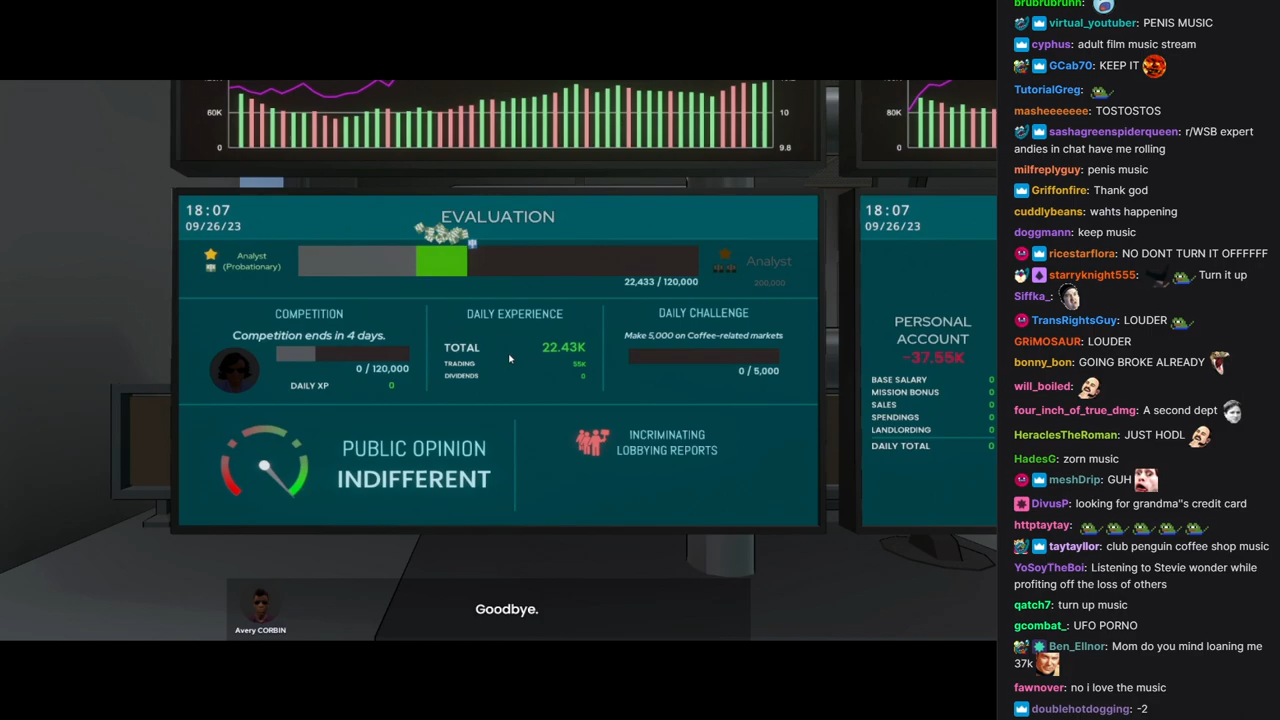 60K
0
10
9.8
60K
0
18:07
09/26/23
EVALUATION
Analyst
(Probationary)
Analyst
22,433 / 120,000
200,000
COMPETITION
Competition ends in 4 days.
0 / 120,000
DAILY XP 0
DAILY EXPERIENCE
TOTAL 22.43K
TRADING 55K
DIVIDENDS 0
DAILY CHALLENGE
Make 5,000 on Coffee-related markets
0 / 5,000
PUBLIC OPINION
INDIFFERENT
INCRIMINATING
LOBBYING REPORTS
18:07
09/26/23
PERSONAL
ACCOUNT
-37.55K
BASE SALARY 0
MISSION BONUS 0
SALES 0
SPENDINGS 0
LANDLORDING 0
DAILY TOTAL 0
Avery CORBIN
Goodbye.
brubrubrunn:
virtual_youtuber: PENIS MUSIC
cyphus: adult film music stream
GCab70: KEEP IT
TutorialGreg:
masheeeeeee: TOSTOSTOS
sashagreenspiderqueen: r/WSB expert
andies in chat have me rolling
milfreplyguy: penis music
Griffonfire: Thank god
cuddlybeans: wahts happening
doggmann: keep music
ricestarflora: NO DONT TURN IT OFFFFFF
starryknight555: Turn it up
Siffka_:
TransRightsGuy: LOUDER
GRiMOSAUR: LOUDER
bonny_bon: GOING BROKE ALREADY
will_boiled:
four_inch_of_true_dmg: A second dept
HeraclesTheRoman: JUST HODL
HadesG: zorn music
meshDrip: GUH
DivusP: looking for grandma"s credit card
httptaytay:
taytayllor: club penguin coffee shop music
YoSoyTheBoi: Listening to Stevie wonder while
profiting off the loss of others
qatch7: turn up music
gcombat_: UFO PORNO
Ben_Ellnor: Mom do you mind loaning me
37k
fawnover: no i love the music
doublehotdogging: -2